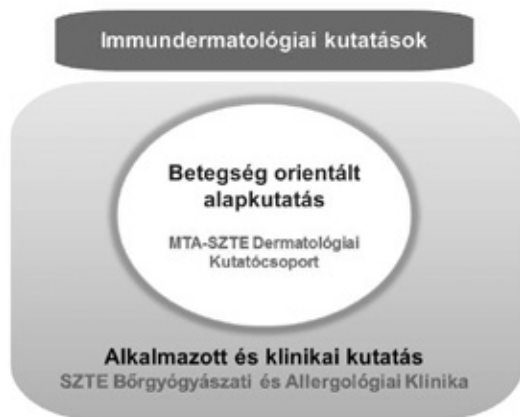 Immundermatológiai kutatások
Betegség orientált
alapkutatás
MTA-SZTE Dermatológiai
Kutatócsoport
Alkalmazott és klinikai kutatás
SZTE Bőrgyógyászati és Allergológiai Klinika